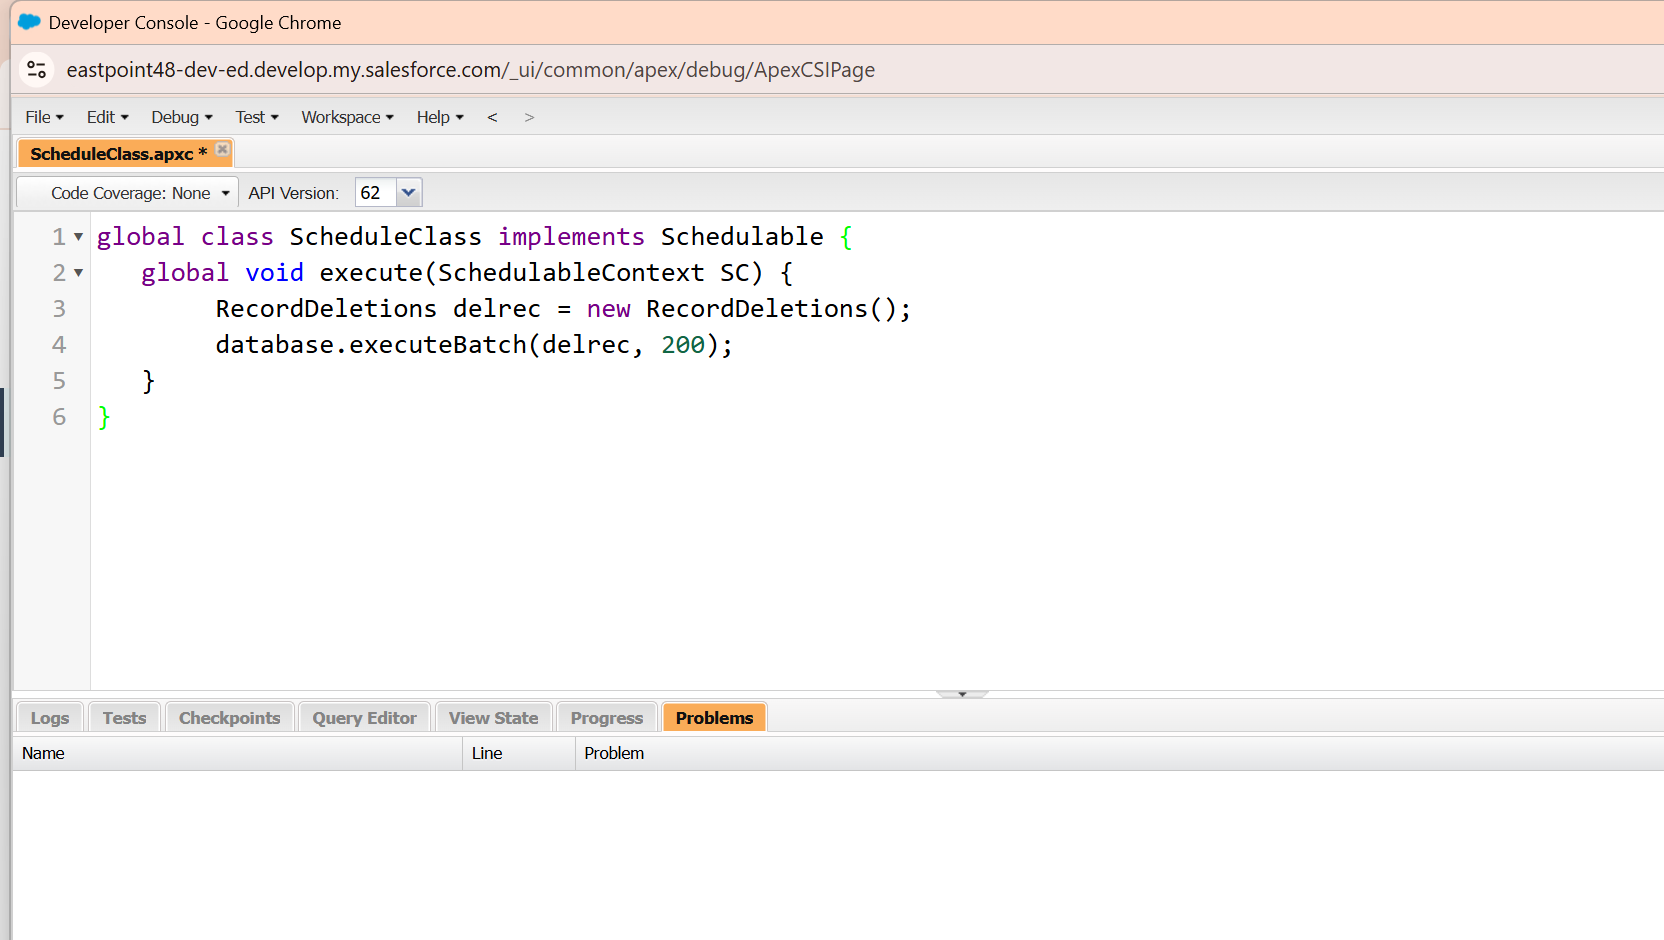 Developer Console - Google Chrome
eastpoint48-dev-ed.develop.my.salesforce.com/_ui/common/apex/debug/ApexCSIPage
File Edit Debug Test Workspace Help < >
ScheduleClass.apxc *
Code Coverage: None API Version: 62
1 global class ScheduleClass implements Schedulable {
2 global void execute(SchedulableContext SC) {
3 RecordDeletions delrec = new RecordDeletions();
4 database.executeBatch(delrec, 200);
5 }
6 }
Logs Tests Checkpoints Query Editor View State Progress Problems
Name Line Problem